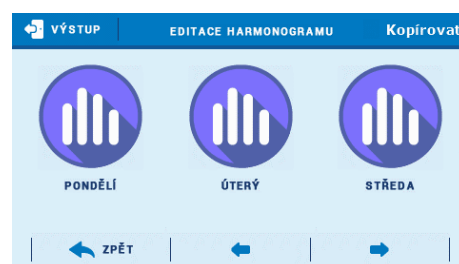 VÝSTUP EDITACE HARMONOGRAMU Kopírovat
PONDĚLÍ ÚTERÝ STŘEDA
ZPĚT